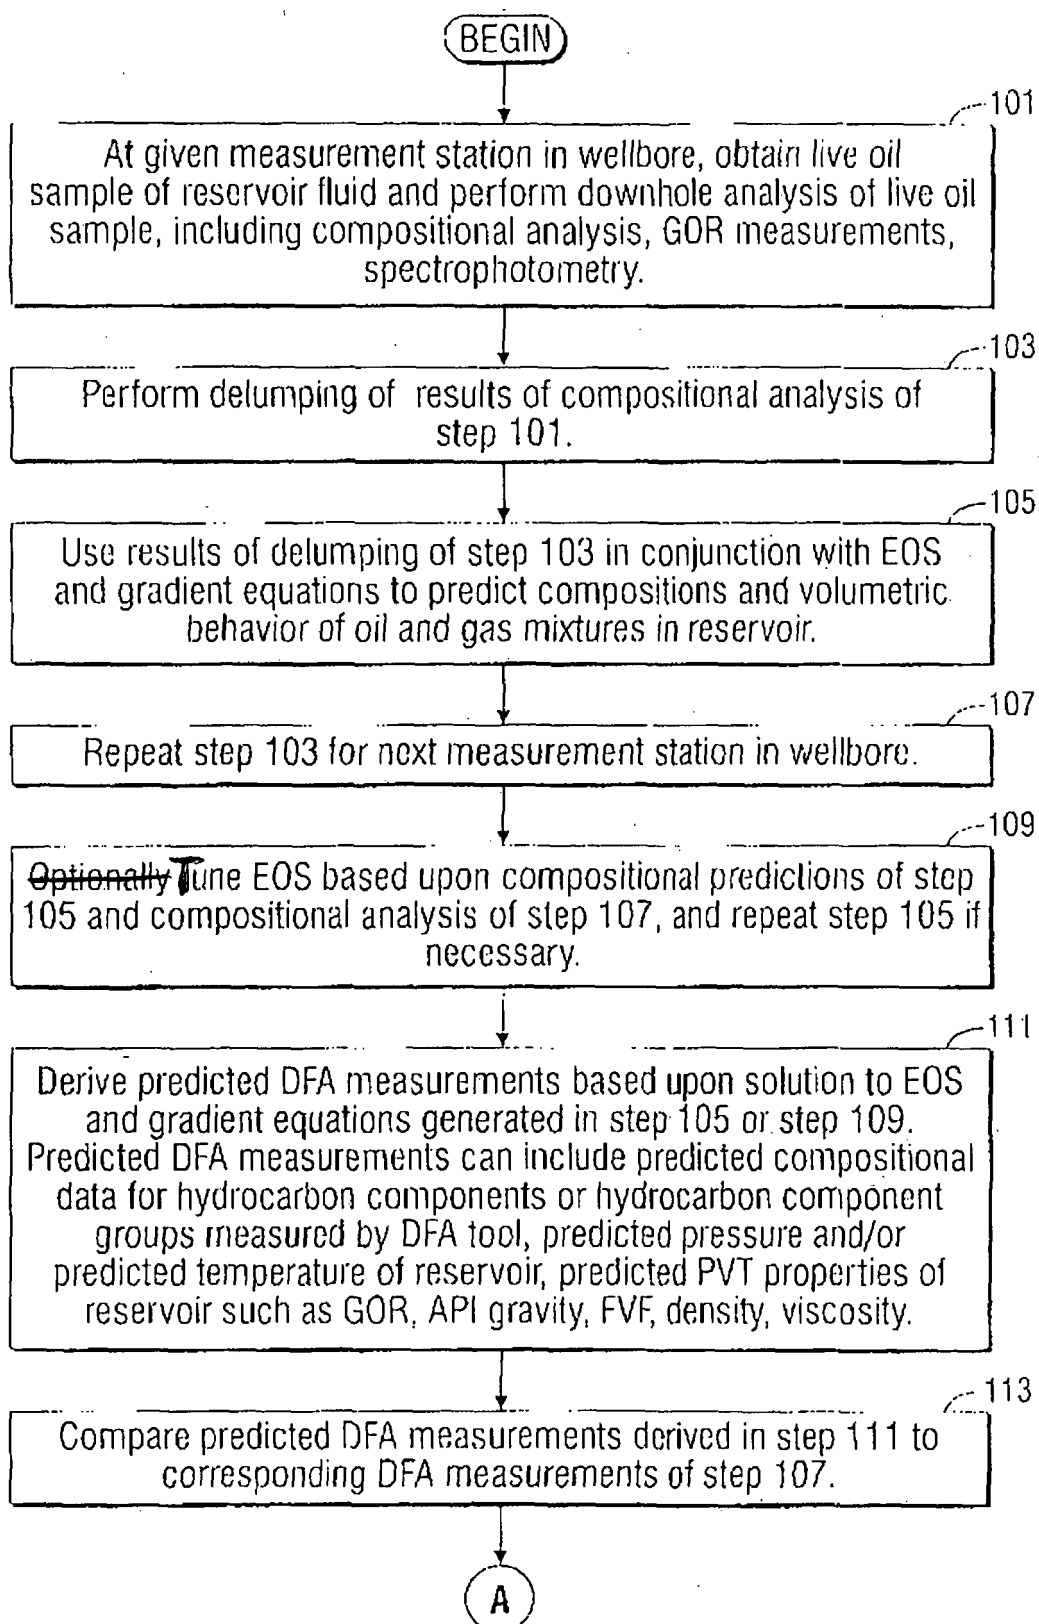 BEGIN
101
At given measurement station in wellbore, obtain live oil
sample of reservoir fluid and perform downhole analysis of live oil
sample, including compositional analysis, GOR measurements,
spectrophotometry.
103
Perform delumping of results of compositional analysis of
step 101.
105
Use results of delumping of step 103 in conjunction with EOS
and gradient equations to predict compositions and volumetric
behavior of oil and gas mixtures in reservoir.
107
Repeat step 103 for next measurement station in wellbore.
109
Optionally Tune EOS based upon compositional predictions of step
105 and compositional analysis of step 107, and repeat step 105 if
necessary.
111
Derive predicted DFA measurements based upon solution to EOS
and gradient equations generated in step 105 or step 109.
Predicted DFA measurements can include predicted compositional
data for hydrocarbon components or hydrocarbon component
groups measured by DFA tool, predicted pressure and/or
predicted temperature of reservoir, predicted PVT properties of
reservoir such as GOR, API gravity, FVF, density, viscosity.
113
Compare predicted DFA measurements derived in step 111 to
corresponding DFA measurements of step 107.
A